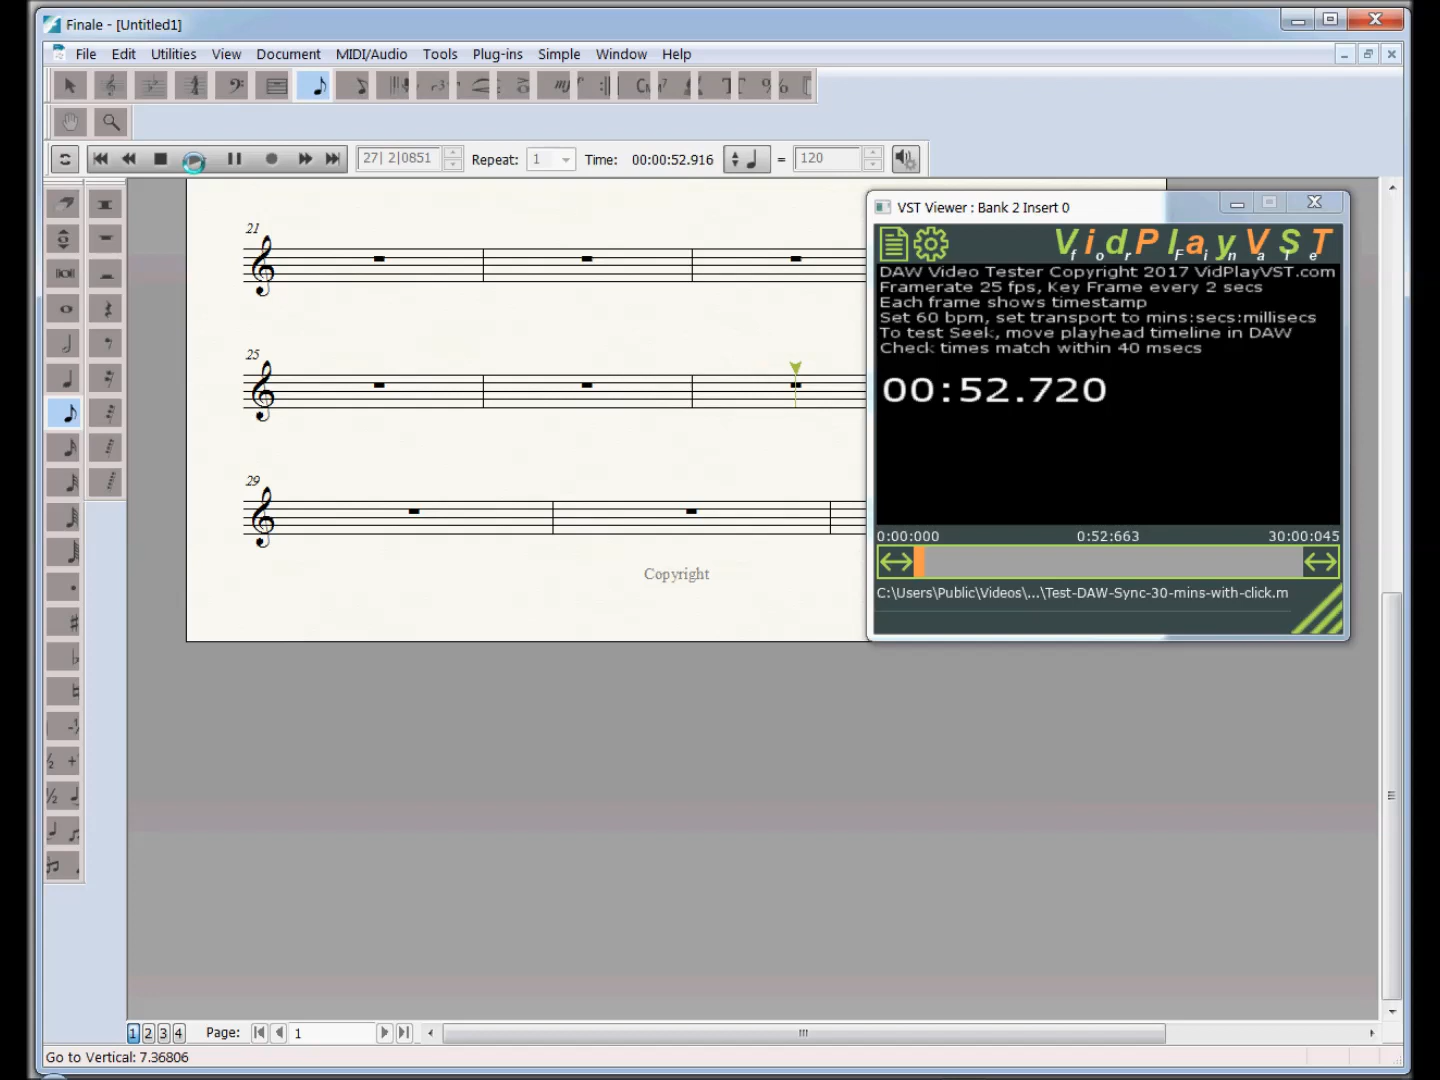 Finale - [Untitled1]
File Edit Utilities View Document MIDI/Audio Tools Plug-ins Simple Window Help
27| 2|0851 Repeat: 1 Time: 00:00:52.916 = 120
VST Viewer : Bank 2 Insert 0
VidPlayVST
for Finale
DAW Video Tester Copyright 2017 VidPlayVST.com
Framerate 25 fps, Key Frame every 2 secs
Each frame shows timestamp
Set 60 bpm, set transport to mins:secs:millisecs
To test Seek, move playhead timeline in DAW
Check times match within 40 msecs
00:52.720
0:00:000 0:52:663 30:00:045
C:\Users\Public\Videos\...\Test-DAW-Sync-30-mins-with-click.m
21
25
29
Copyright
1 2 3 4 Page: 1
Go to Vertical: 7.36806